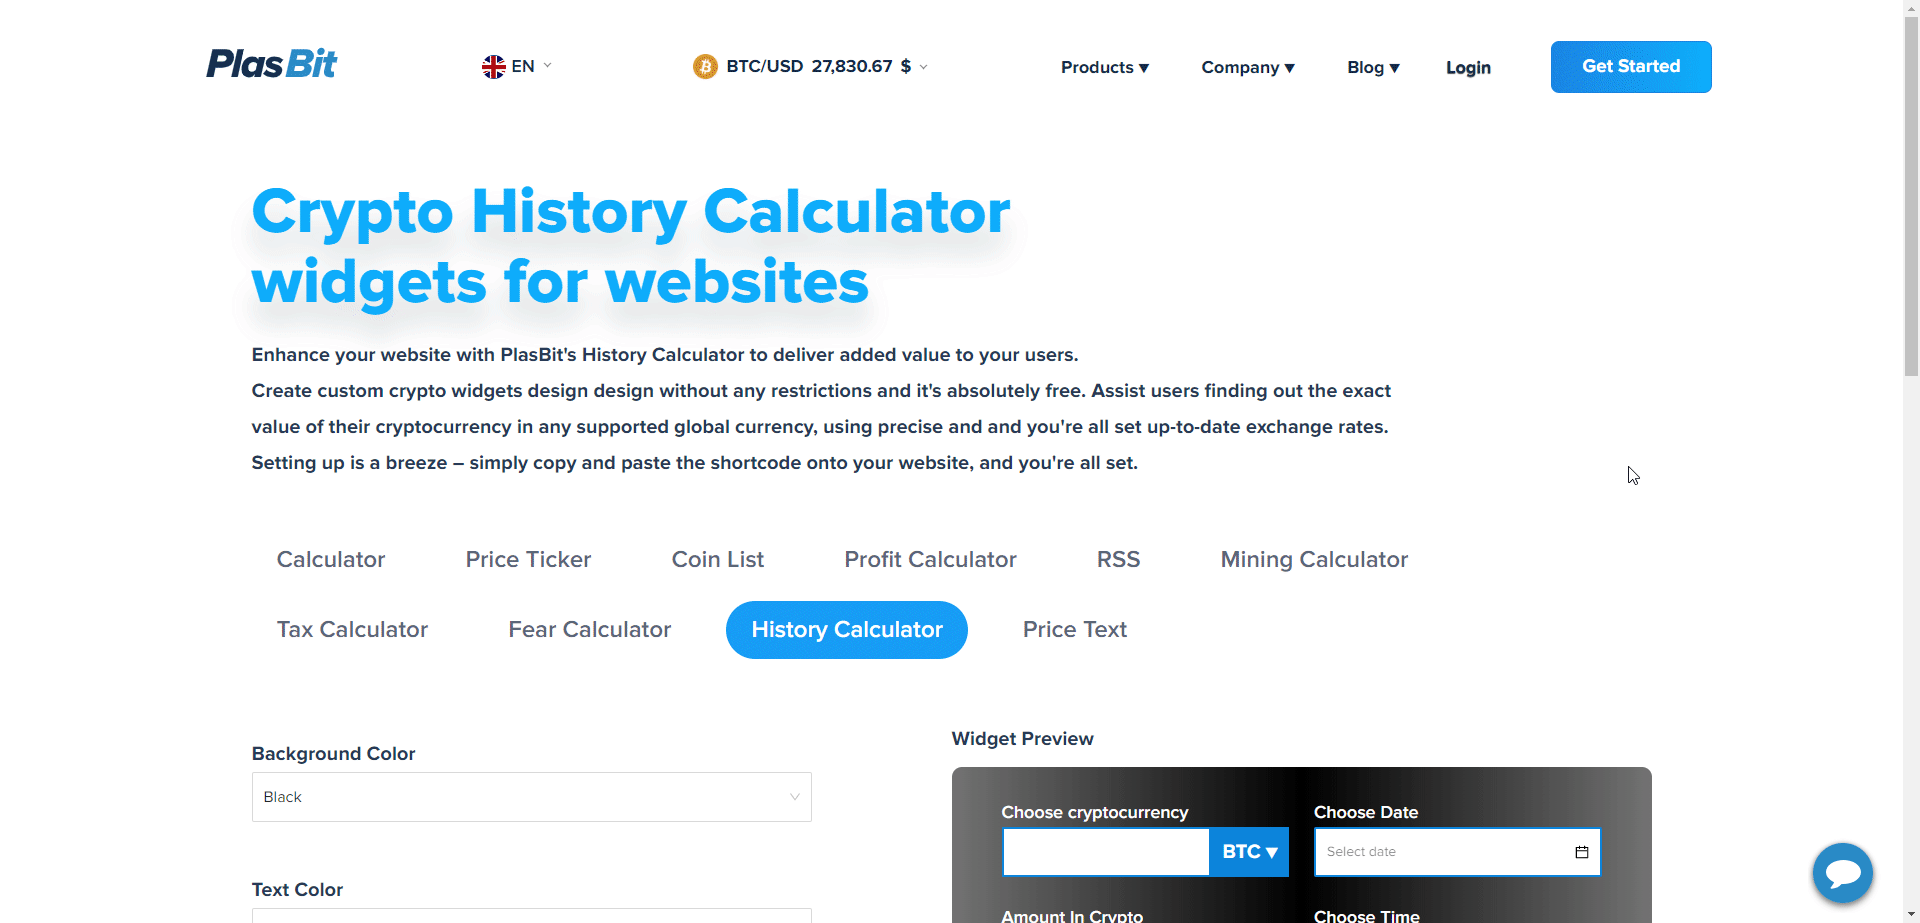 PlasBit
EN
BTC/USD 27,830.67 $
Products ▼
Company ▼
Blog ▼
Login
Get Started
Crypto History Calculator
widgets for websites
Enhance your website with PlasBit's History Calculator to deliver added value to your users.
Create custom crypto widgets design design without any restrictions and it's absolutely free. Assist users finding out the exact
value of their cryptocurrency in any supported global currency, using precise and and you're all set up-to-date exchange rates.
Setting up is a breeze – simply copy and paste the shortcode onto your website, and you're all set.
Calculator
Price Ticker
Coin List
Profit Calculator
RSS
Mining Calculator
Tax Calculator
Fear Calculator
History Calculator
Price Text
Background Color
Black
Text Color
Widget Preview
Choose cryptocurrency
BTC ▼
Choose Date
Select date
Amount In Crypto
Choose Time